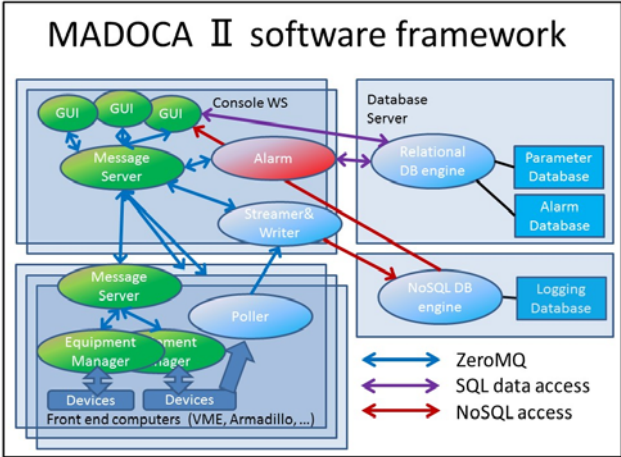 MADOCA Ⅱ software framework
GUI
GUI
GUI
Console WS
Message
Server
Alarm
Streamer&
Writer
Database
Server
Relational
DB engine
Parameter
Database
Alarm
Database
Message
Server
Poller
Equipment
Manager
ment
ager
Devices
Devices
Front end computers (VME, Armadillo, ...)
NoSQL DB
engine
Logging
Database
ZeroMQ
SQL data access
NoSQL access